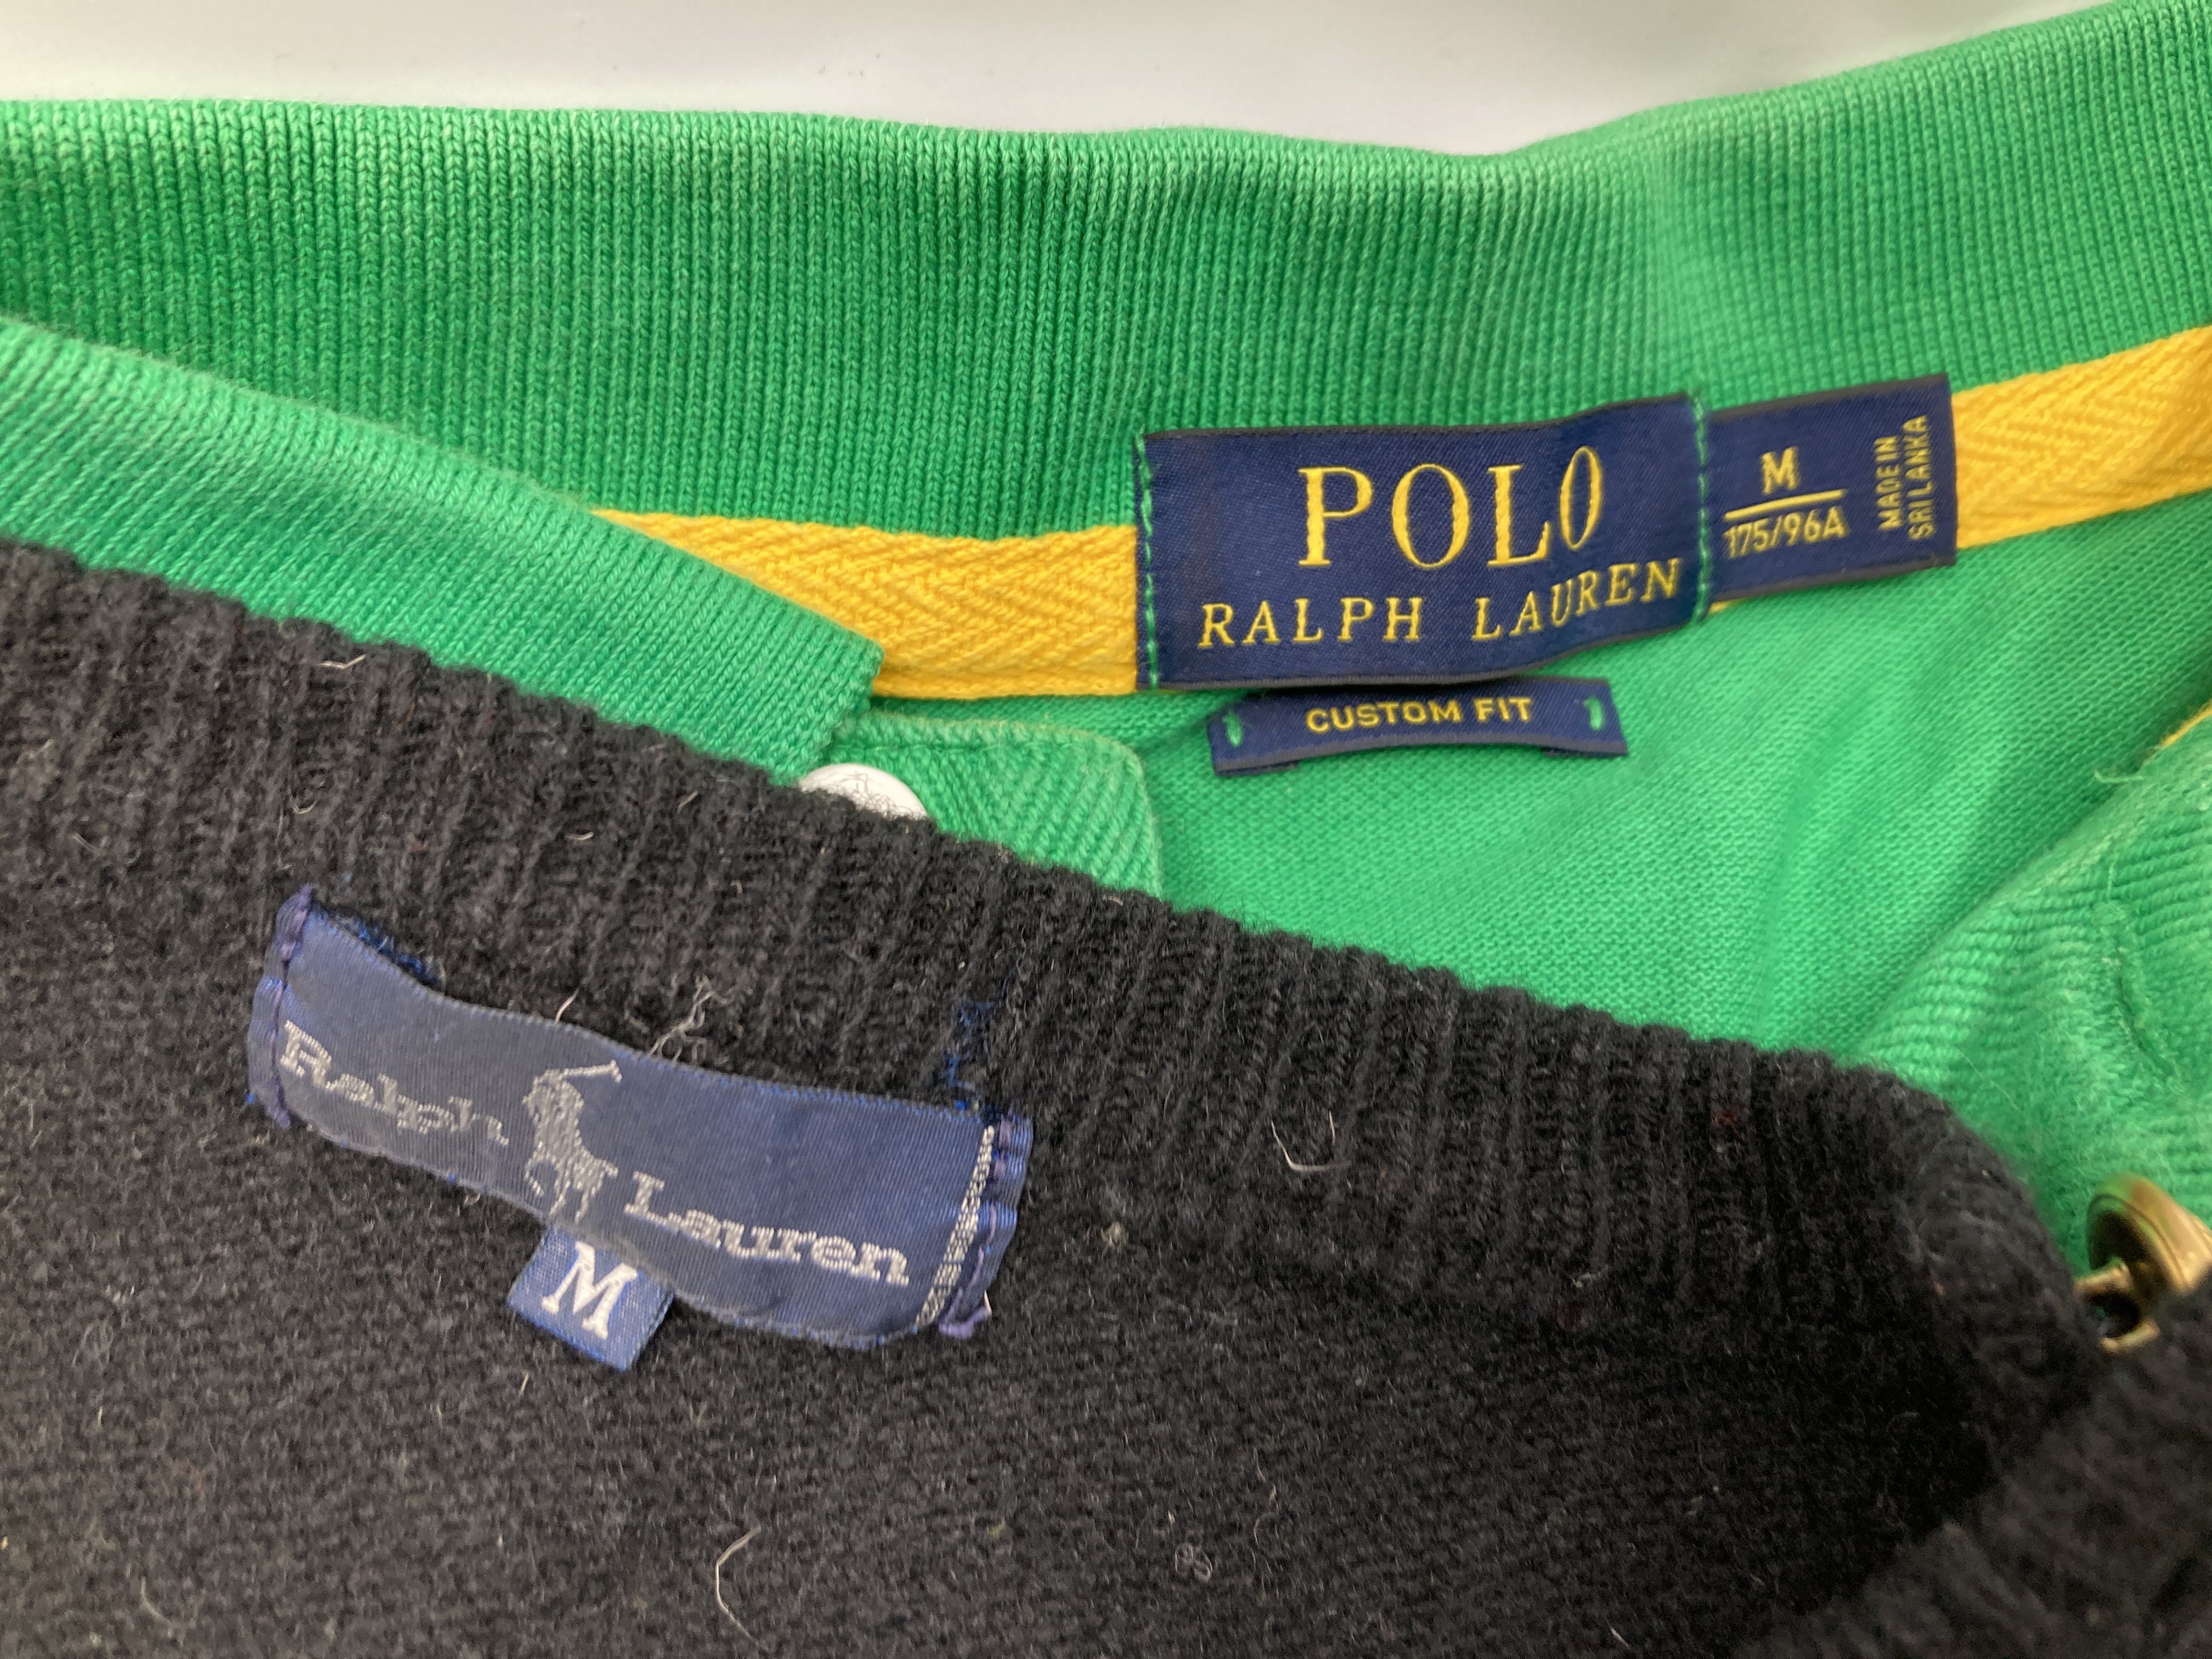 POLO
RALPH LAUREN
M
175/96A
MADE IN
SRI LANKA
CUSTOM FIT
Ralph Lauren
M